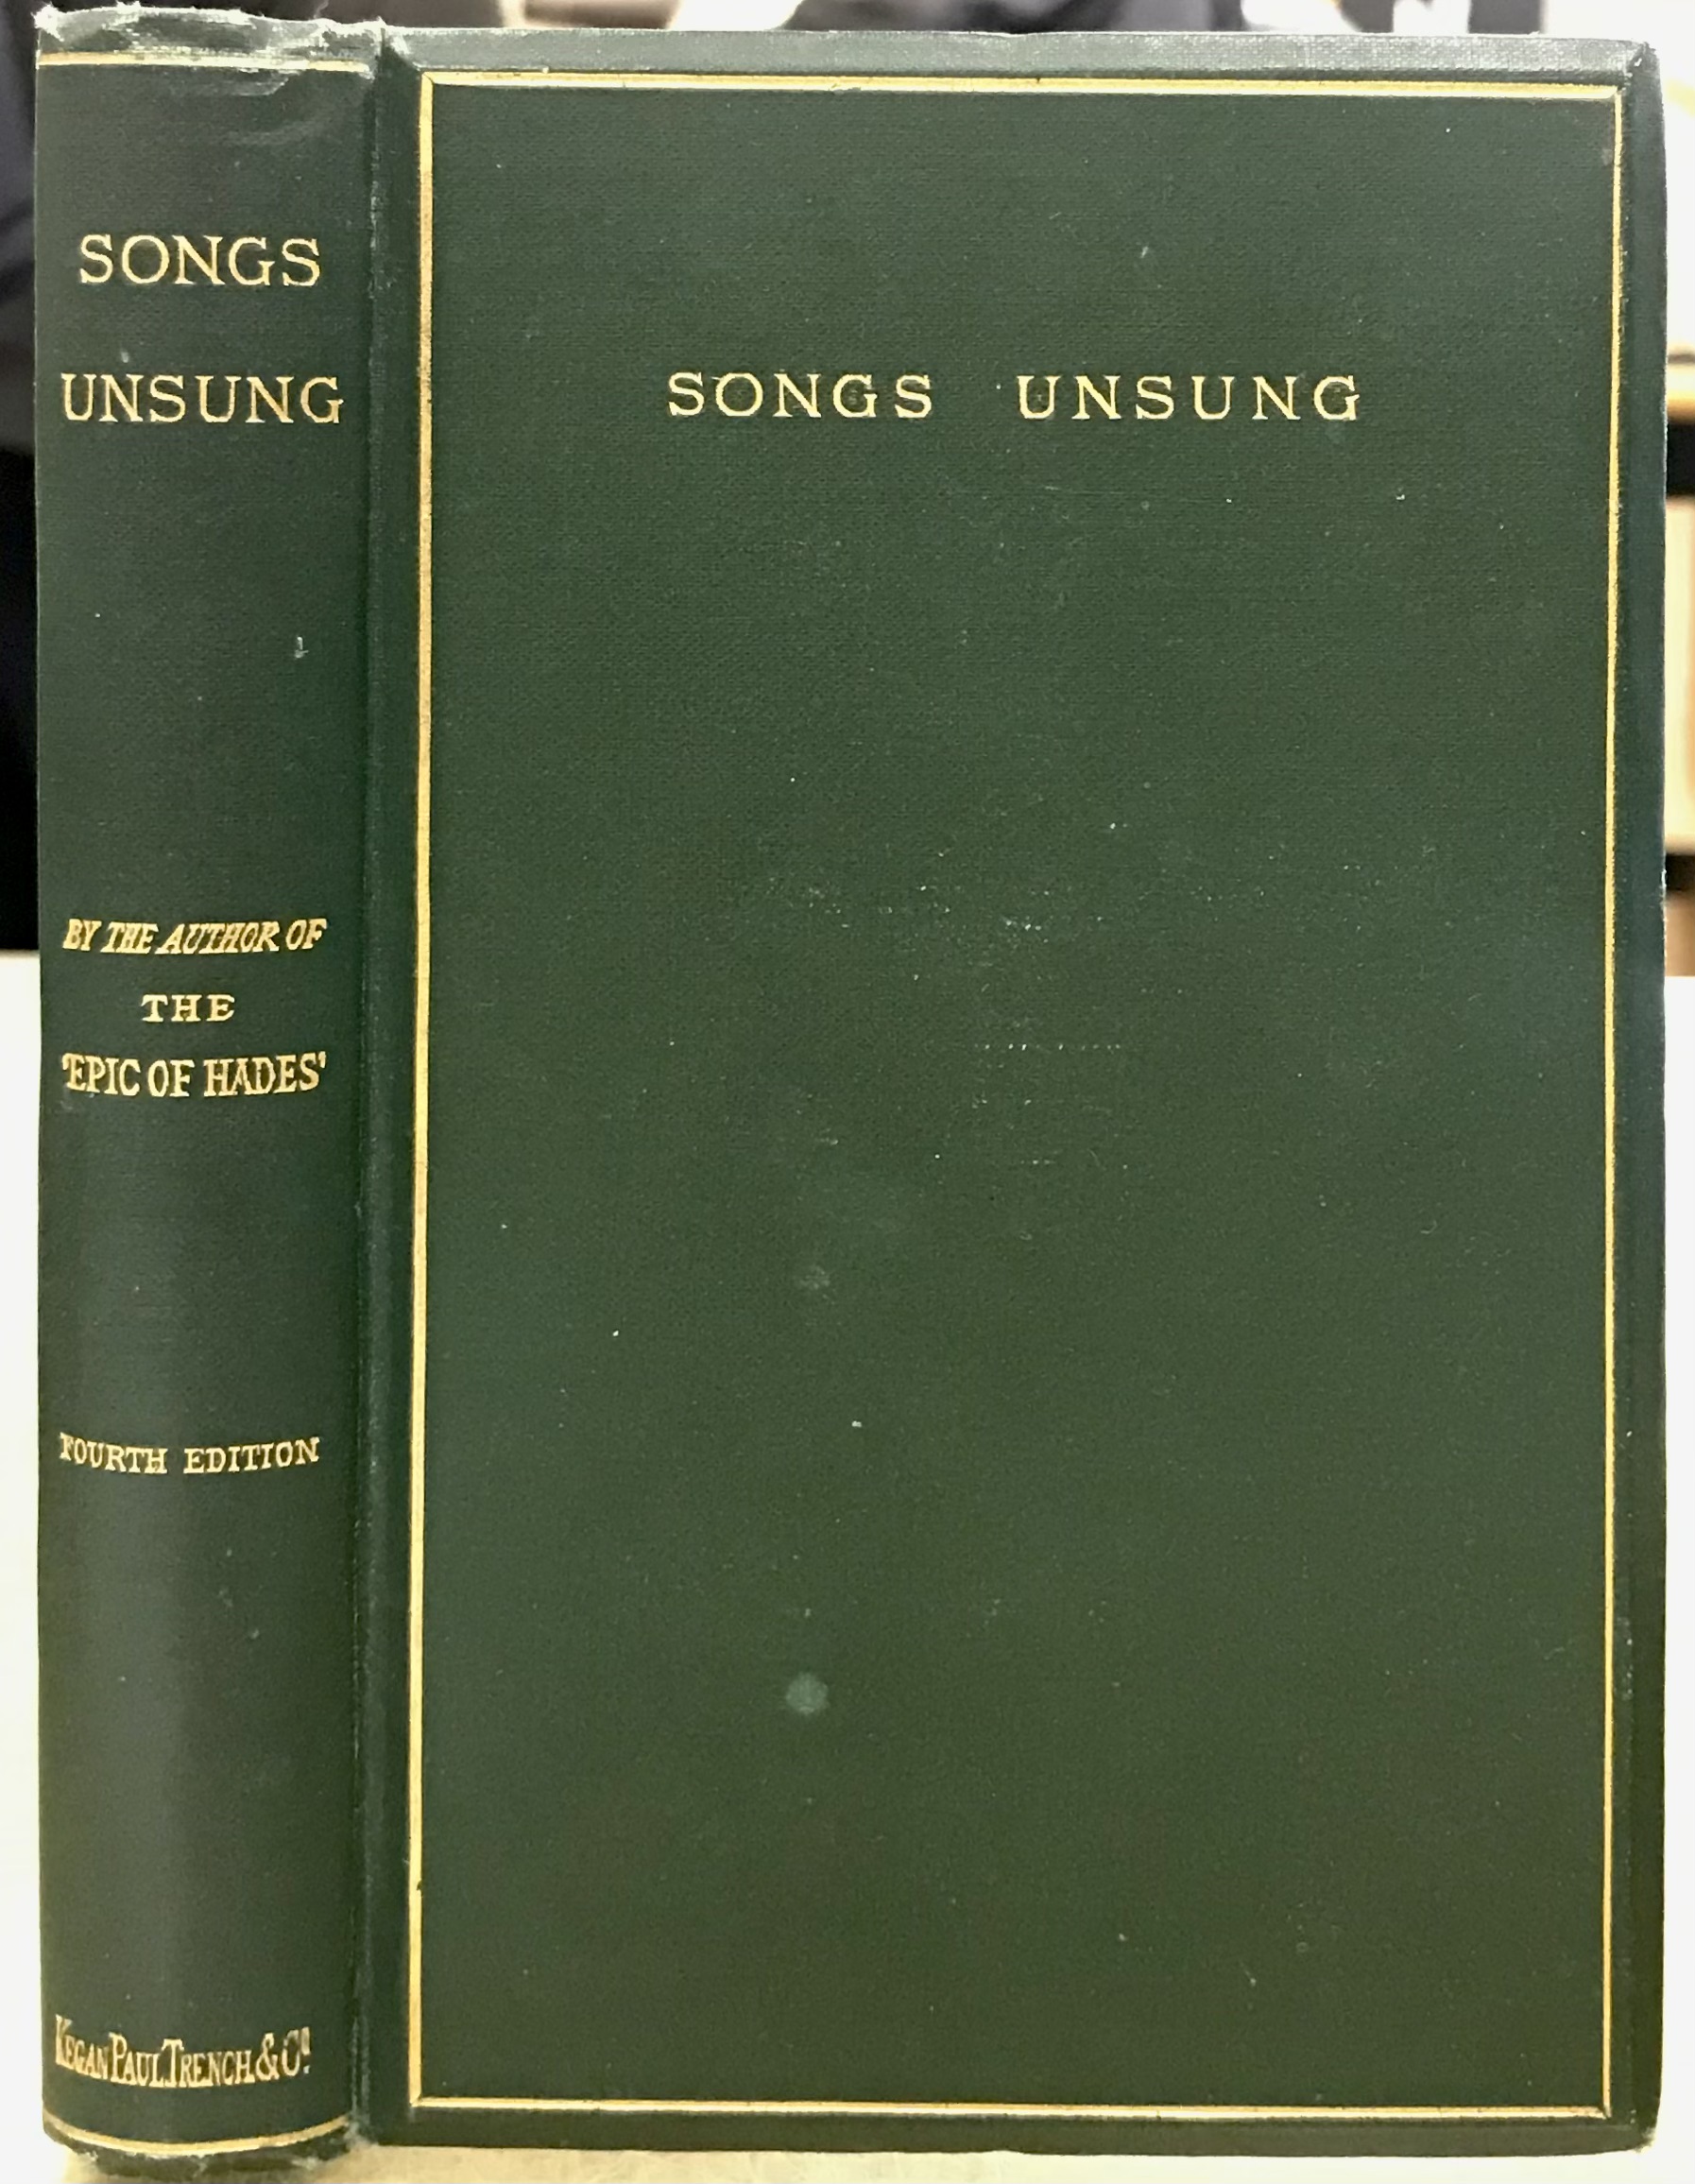 SONGS
UNSUNG
BY THE AUTHOR OF
THE
'EPIC OF HADES'
FOURTH EDITION
KEGAN PAUL TRENCH & Co.
SONGS UNSUNG